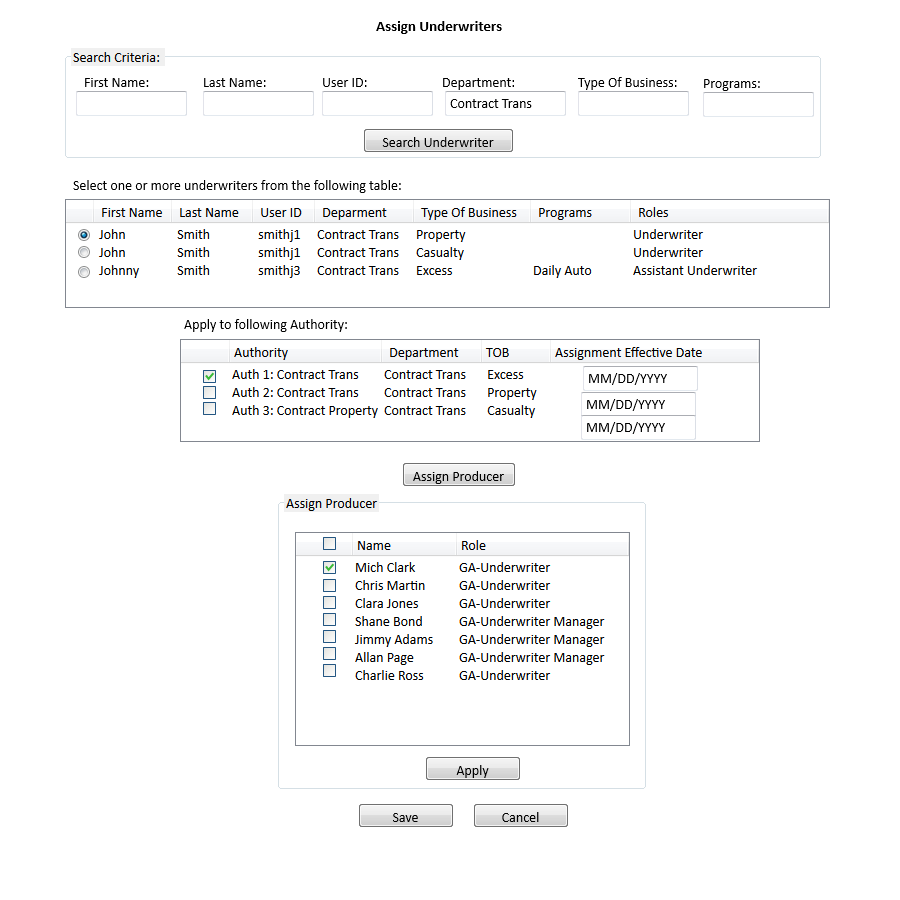 Assign Underwriters
Search Criteria:
First Name: Last Name: User ID: Department: Type Of Business: Programs:
Contract Trans
Search Underwriter
Select one or more underwriters from the following table:
First Name Last Name User ID Deparment Type Of Business Programs Roles
John Smith smithj1 Contract Trans Property Underwriter
John Smith smithj1 Contract Trans Casualty Underwriter
Johnny Smith smithj3 Contract Trans Excess Daily Auto Assistant Underwriter
Apply to following Authority:
Authority Department TOB Assignment Effective Date
Auth 1: Contract Trans Contract Trans Excess MM/DD/YYYY
Auth 2: Contract Trans Contract Trans Property MM/DD/YYYY
Auth 3: Contract Property Contract Trans Casualty MM/DD/YYYY
Assign Producer
Assign Producer
Name Role
Mich Clark GA-Underwriter
Chris Martin GA-Underwriter
Clara Jones GA-Underwriter
Shane Bond GA-Underwriter Manager
Jimmy Adams GA-Underwriter Manager
Allan Page GA-Underwriter Manager
Charlie Ross GA-Underwriter
Apply
Save Cancel